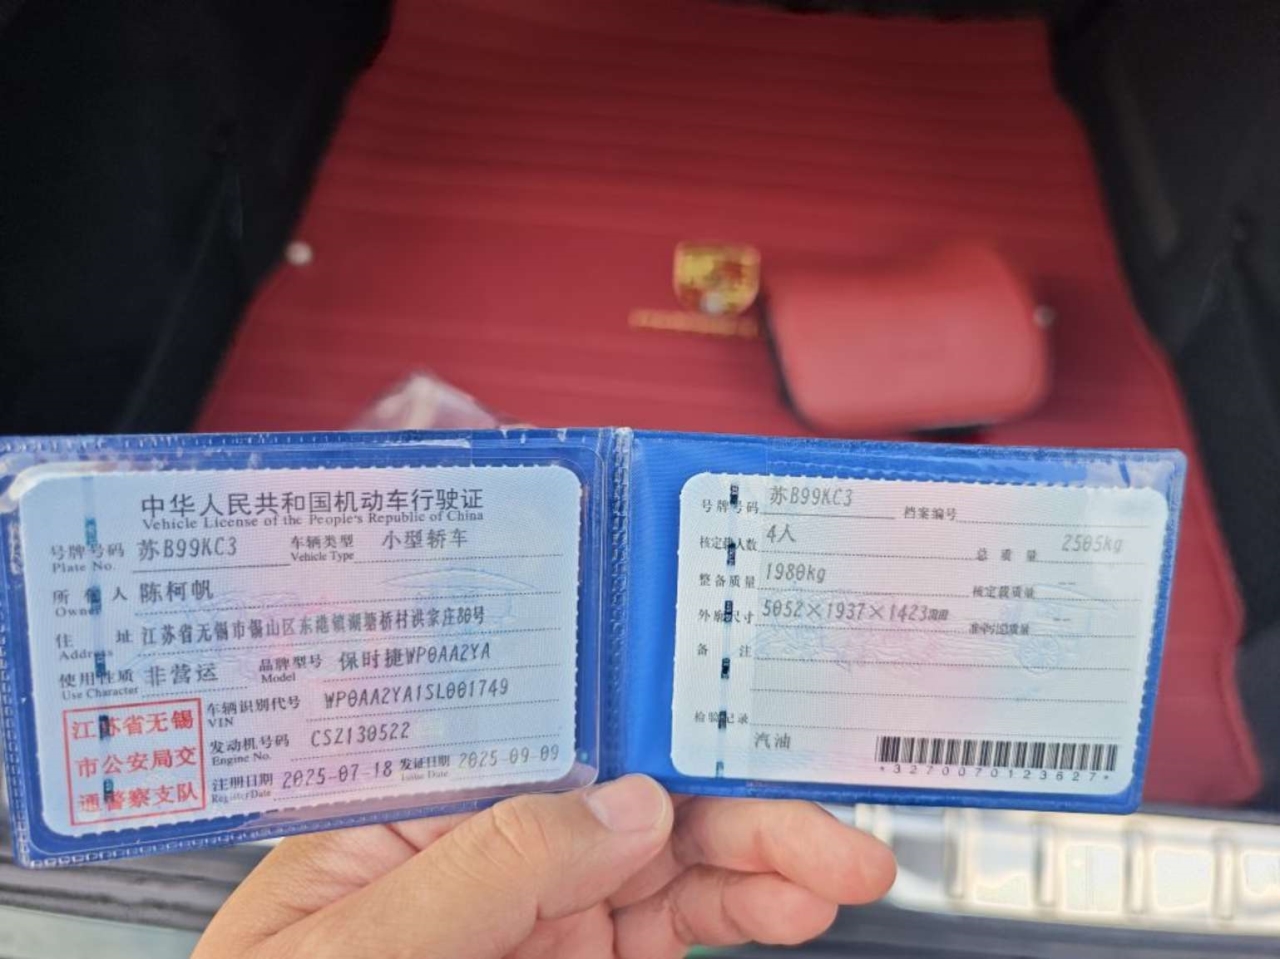 中华人民共和国机动车行驶证
Vehicle License of the People's Republic of China
号牌号码 苏B99KC3 车辆类型 小型轿车
Plate No. Vehicle Type
所有人 陈柯帆
Owner
住址 江苏省无锡市锡山区东港镇湖塘桥村洪家庄80号
Address
使用性质 非营运 品牌型号 保时捷WP0AA2YA
Use Character Model
江苏省无锡
市公安局交
通警察支队
车辆识别代号 WP0AA2YA1SL001749
VIN
发动机号码 CSZ130522
Engine No.
注册日期 2025-07-18 发证日期 2025-09-09
Register Date Issue Date
号牌号码 苏B99KC3 档案编号
核定载人数 4人 总质量 2505kg
整备质量 1980kg 核定载质量 --
外廓尺寸 5052×1937×1423mm 准牵引总质量 --
备注
检验记录
汽油
*3270070123627*